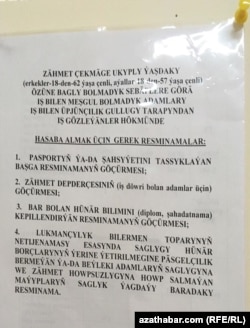 ZÄHMET ÇEKMÄGE UKYPLY ÝAŞDAKY
(erkekler-18-den-62 ýaşa çenli, aýallar 18-den-57 ýaşa çenli)
ÖZÜNE BAGLY BOLMADYK SEBÄPLERE GÖRÄ
IŞ BILEN MEŞGUL BOLMADYK ADAMLARY
IŞ BILEN ÜPJÜNÇILIK GULLUGY TARAPYNDAN
IŞ GÖZLEÝÄNLER HÖKMÜNDE
HASABA ALMAK ÜÇIN GEREK RESMINAMALAR:
1. PASPORTYŇ ÝA-DA ŞAHSYÝETINI TASSYKLAÝAN
BAŞGA RESMINAMANYŇ GÖÇÜRMESI;
2. ZÄHMET DEPDERÇESINIŇ (iş döwri bolan adamlar üçin)
GÖÇÜRMESI;
3. BAR BOLAN HÜNÄR BILIMINI (diplom, şahadatnama)
KEPILLENDIRÝÄN RESMINAMANYŇ GÖÇÜRMESI;
4. LUKMANÇYLYK BILERMEN TOPARYNYŇ
NETIJENAMASY ESASYNDA SAGLYGY HÜNÄR
BORÇLARYNYŇ ÝERINE ÝETIRILMEGINE PÄSGELÇILIK
BERMEÝÄN ÝA-DA BEÝLEKI ADAMLARYŇ SAGLYGYNA
WE ZÄHMET HOWPSUZLYGYNA HOWP SALMAÝAN
MAÝYPLARYŇ SAGLYK ÝAGDAÝY BARADAKY
RESMINAMA.
azathabar.com (RFE/RL)